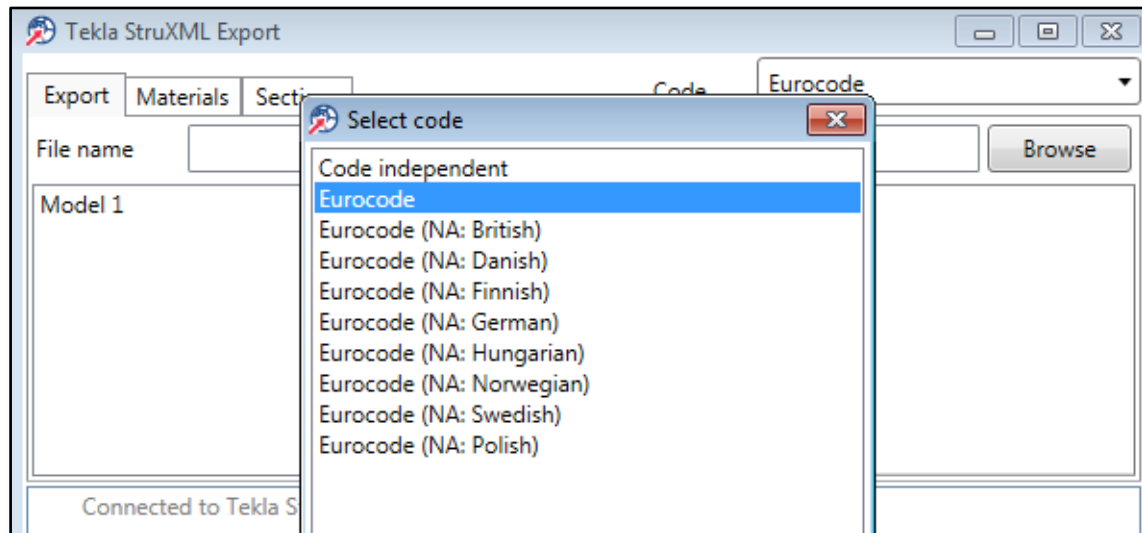 Tekla StruXML Export
Export Materials
Eurocode
Select code
File name
Browse
Code independent
Model 1
Eurocode
Eurocode (NA: British)
Eurocode (NA: Danish)
Eurocode (NA: Finnish)
Eurocode (NA: German)
Eurocode (NA: Hungarian)
Eurocode (NA: Norwegian)
Eurocode (NA: Swedish)
Eurocode (NA: Polish)
Connected to Tekla